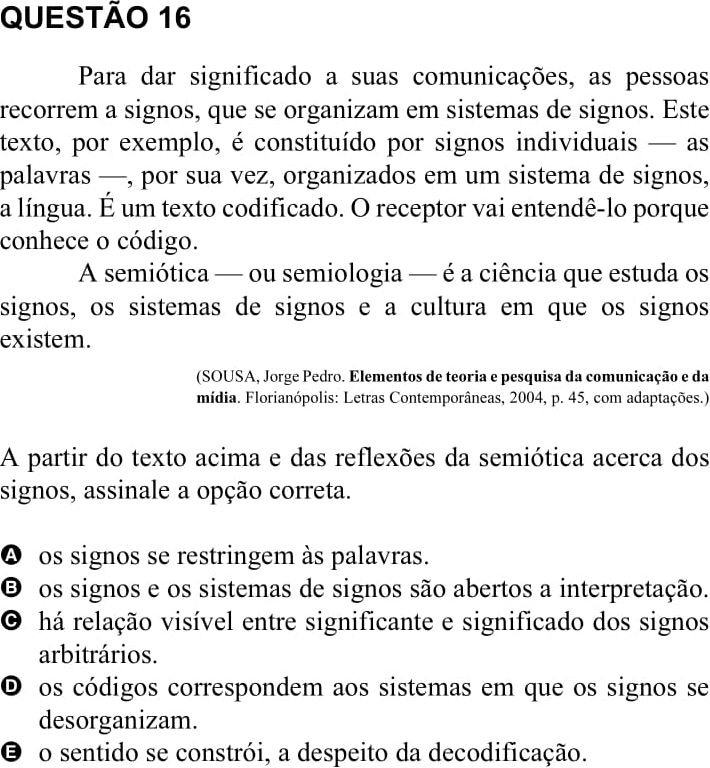 QUESTÃO 16
Para dar significado a suas comunicações, as pessoas
recorrem a signos, que se organizam em sistemas de signos. Este
texto, por exemplo, é constituído por signos individuais — as
palavras —, por sua vez, organizados em um sistema de signos,
a língua. É um texto codificado. O receptor vai entendê-lo porque
conhece o código.
A semiótica — ou semiologia — é a ciência que estuda os
signos, os sistemas de signos e a cultura em que os signos
existem.
(SOUSA, Jorge Pedro. Elementos de teoria e pesquisa da comunicação e da
mídia. Florianópolis: Letras Contemporâneas, 2004, p. 45, com adaptações.)
A partir do texto acima e das reflexões da semiótica acerca dos
signos, assinale a opção correta.
A os signos se restringem às palavras.
B os signos e os sistemas de signos são abertos a interpretação.
C há relação visível entre significante e significado dos signos
arbitrários.
D os códigos correspondem aos sistemas em que os signos se
desorganizam.
E o sentido se constrói, a despeito da decodificação.